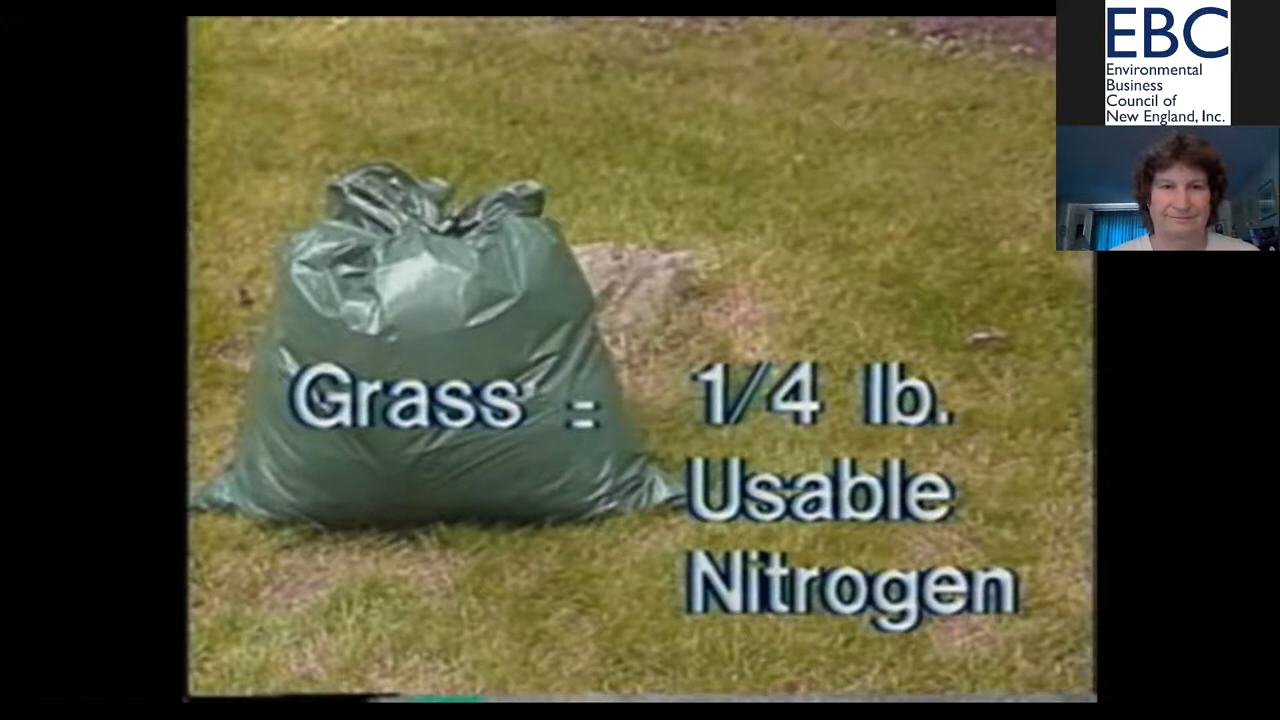 EBC
Environmental
Business
Council of
New England, Inc.
Grass = 1/4 lb.
Usable
Nitrogen